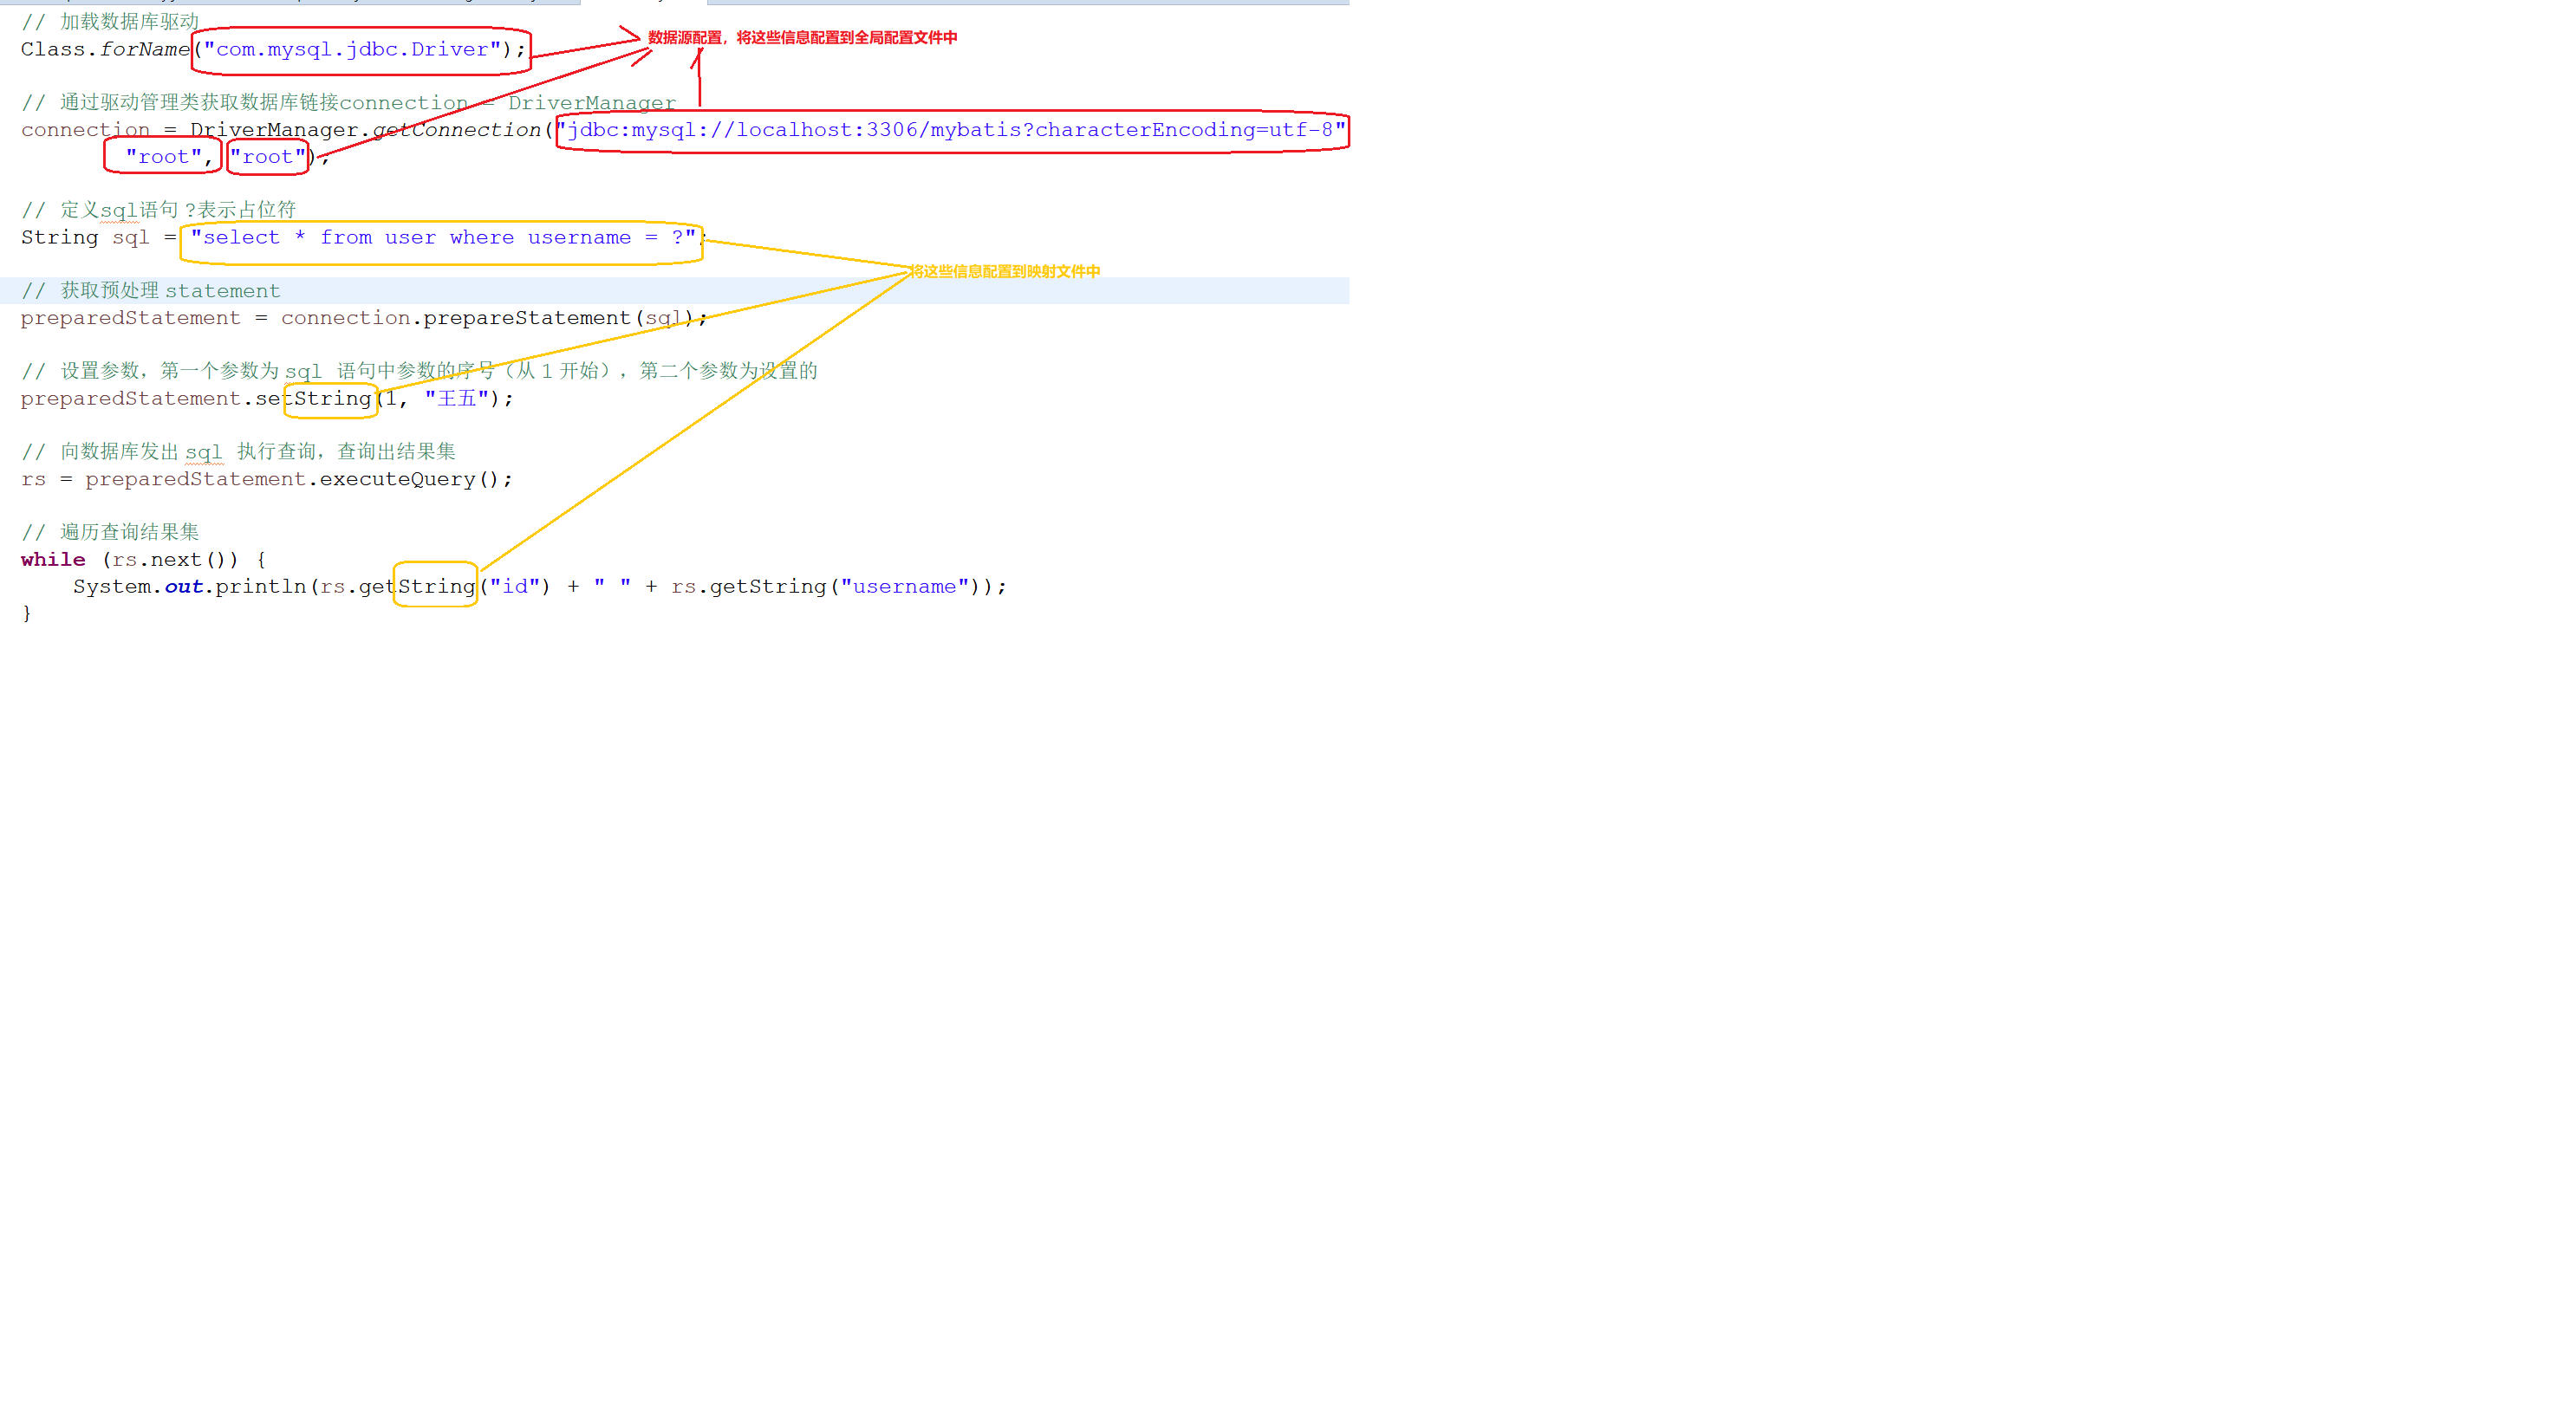 // 加载数据库驱动
Class.forName("com.mysql.jdbc.Driver");
数据源配置，将这些信息配置到全局配置文件中
// 通过驱动管理类获取数据库链接connection = DriverManager
connection = DriverManager.getConnection("jdbc:mysql://localhost:3306/mybatis?characterEncoding=utf-8"
"root", "root");
// 定义sql语句 ?表示占位符
String sql = "select * from user where username = ?";
将这些信息配置到映射文件中
// 获取预处理 statement
preparedStatement = connection.prepareStatement(sql);
// 设置参数，第一个参数为 sql 语句中参数的序号（从 1 开始），第二个参数为设置的
preparedStatement.setString(1, "王五");
// 向数据库发出 sql 执行查询，查询出结果集
rs = preparedStatement.executeQuery();
// 遍历查询结果集
while (rs.next()) {
System.out.println(rs.getString("id") + " " + rs.getString("username"));
}